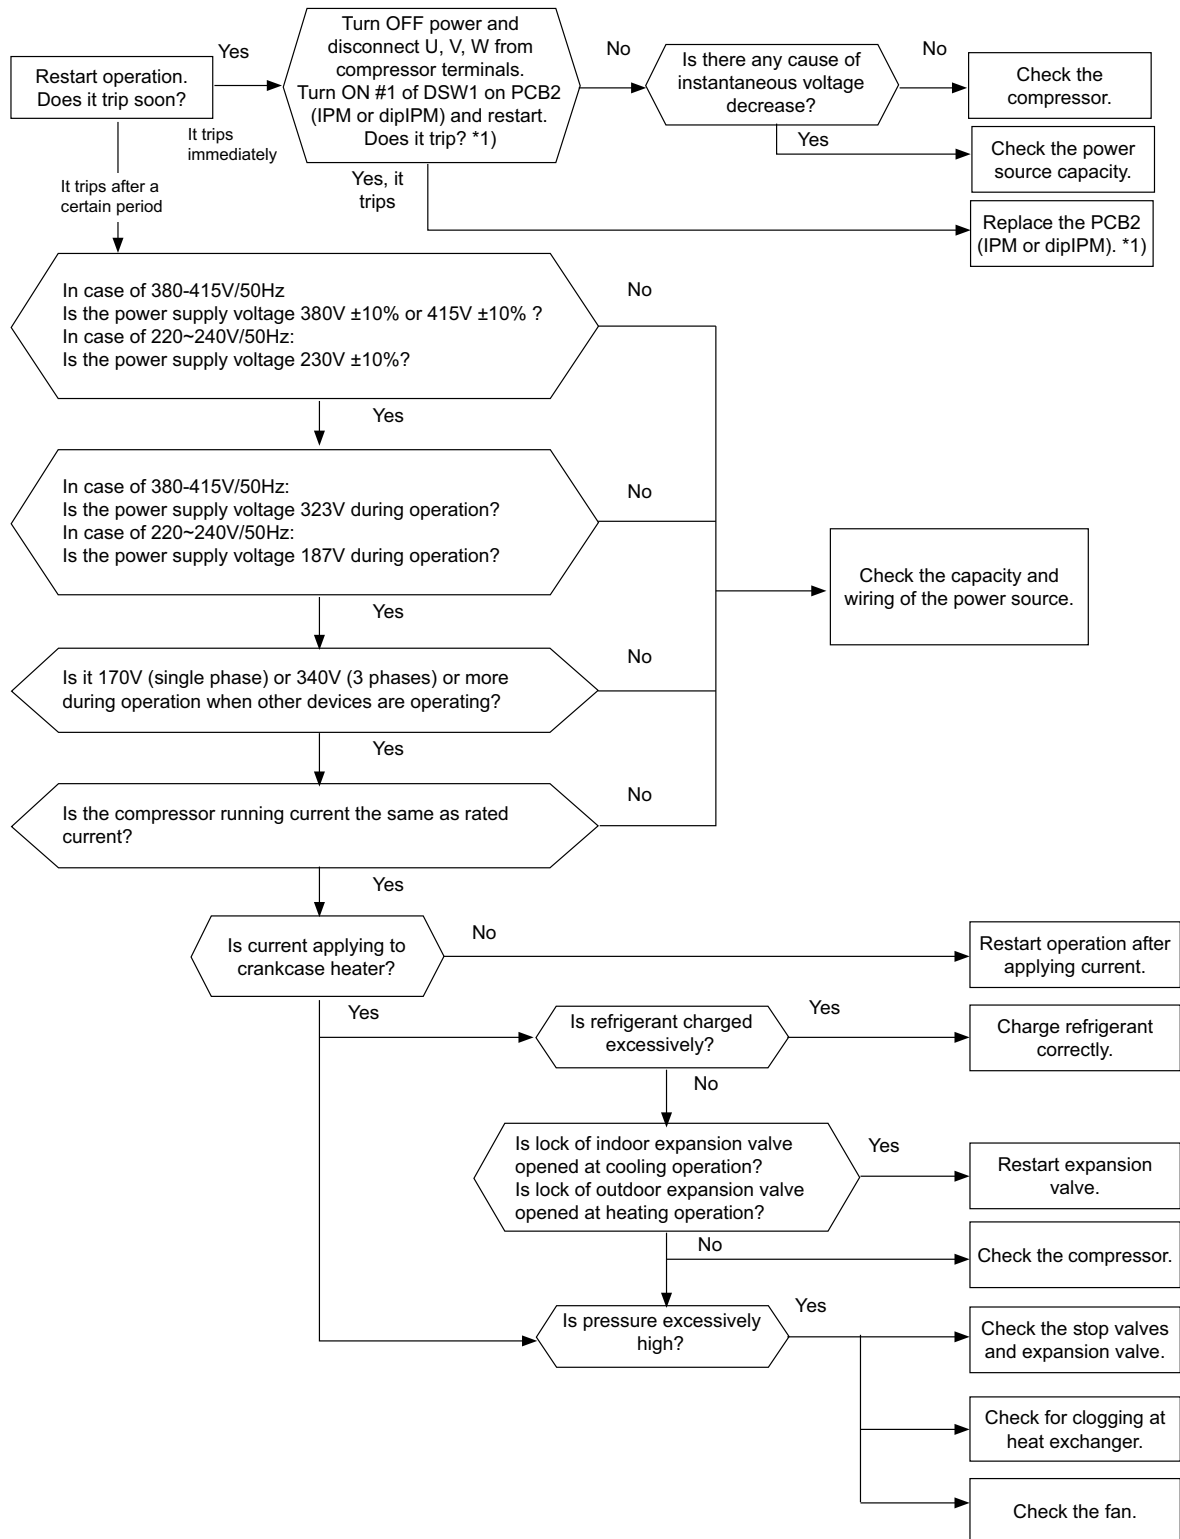 Restart operation.
Does it trip soon?
Yes
It trips
immediately
It trips after a
certain period
Turn OFF power and
disconnect U, V, W from
compressor terminals.
Turn ON #1 of DSW1 on PCB2
(IPM or dipIPM) and restart.
Does it trip? *1)
No
Yes, it
trips
Is there any cause of
instantaneous voltage
decrease?
No
Yes
Check the
compressor.
Check the power
source capacity.
Replace the PCB2
(IPM or dipIPM). *1)
In case of 380-415V/50Hz
Is the power supply voltage 380V ±10% or 415V ±10% ?
In case of 220~240V/50Hz:
Is the power supply voltage 230V ±10%?
No
Yes
In case of 380-415V/50Hz:
Is the power supply voltage 323V during operation?
In case of 220~240V/50Hz:
Is the power supply voltage 187V during operation?
No
Yes
Check the capacity and
wiring of the power source.
Is it 170V (single phase) or 340V (3 phases) or more
during operation when other devices are operating?
No
Yes
Is the compressor running current the same as rated
current?
No
Yes
Is current applying to
crankcase heater?
No
Restart operation after
applying current.
Yes
Is refrigerant charged
excessively?
Yes
Charge refrigerant
correctly.
No
Is lock of indoor expansion valve
opened at cooling operation?
Is lock of outdoor expansion valve
opened at heating operation?
Yes
Restart expansion
valve.
No
Check the compressor.
Is pressure excessively
high?
Yes
Check the stop valves
and expansion valve.
Check for clogging at
heat exchanger.
Check the fan.